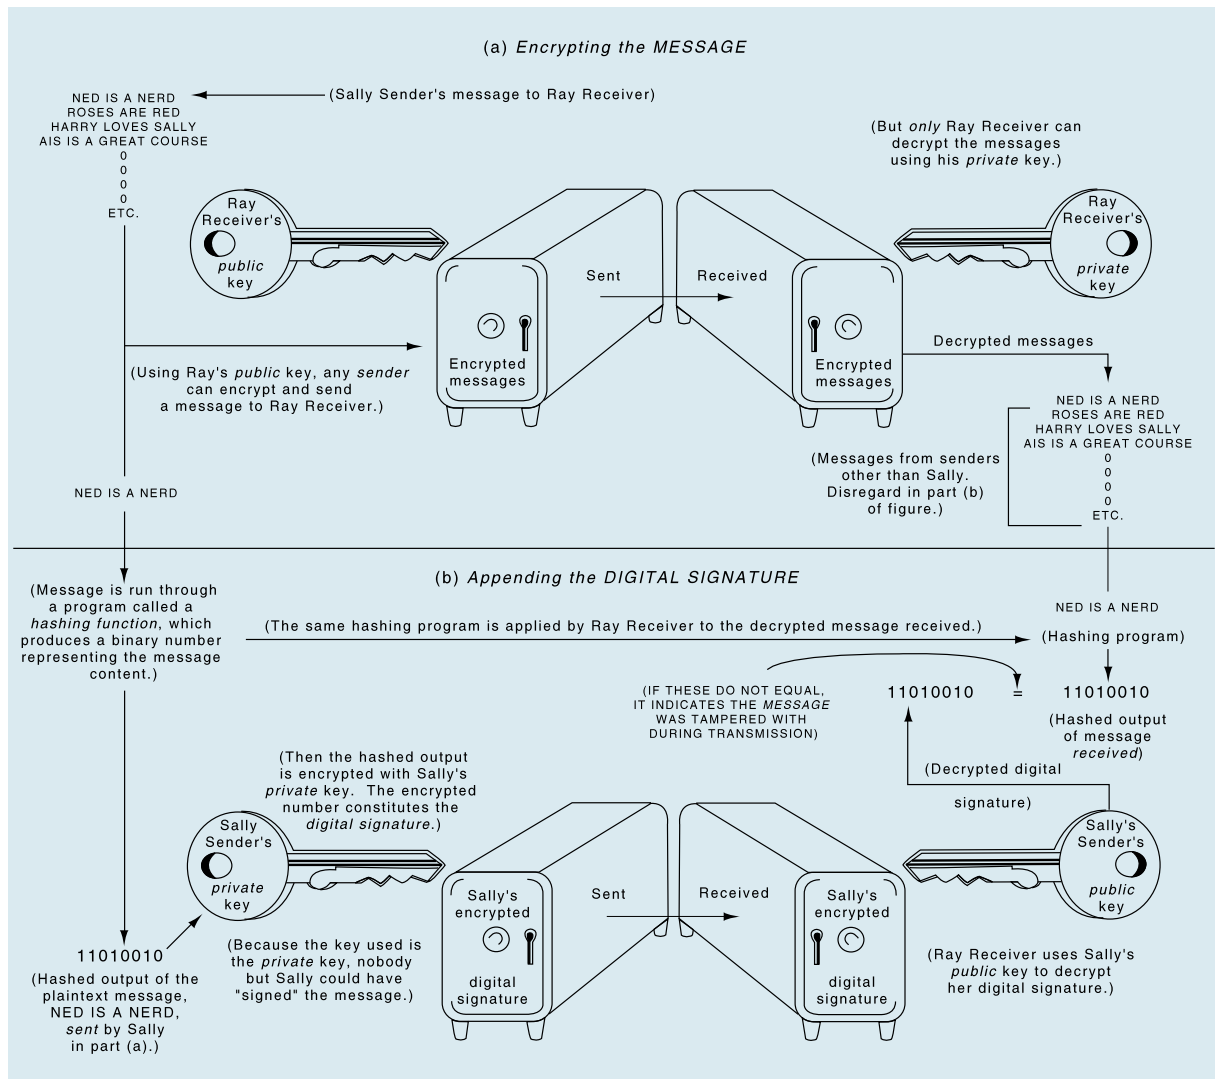 (a) Encrypting the MESSAGE
NED IS A NERD
ROSES ARE RED
HARRY LOVES SALLY
AIS IS A GREAT COURSE
0
0
0
0
ETC.
(Sally Sender's message to Ray Receiver)
(But only Ray Receiver can
decrypt the messages
using his private key.)
Ray
Receiver's
public
key
Sent
Received
Ray
Receiver's
private
key
(Using Ray's public key, any sender
can encrypt and send
a message to Ray Receiver.)
Encrypted
messages
Encrypted
messages
Decrypted messages
NED IS A NERD
ROSES ARE RED
HARRY LOVES SALLY
AIS IS A GREAT COURSE
0
0
0
0
ETC.
(Messages from senders
other than Sally.
Disregard in part (b)
of figure.)
NED IS A NERD
(b) Appending the DIGITAL SIGNATURE
(Message is run through
a program called a
hashing function, which
produces a binary number
representing the message
content.)
(The same hashing program is applied by Ray Receiver to the decrypted message received.)
NED IS A NERD
(Hashing program)
(IF THESE DO NOT EQUAL,
IT INDICATES THE MESSAGE
WAS TAMPERED WITH
DURING TRANSMISSION)
11010010 = 11010010
(Hashed output
of message
received)
(Decrypted digital
signature)
(Then the hashed output
is encrypted with Sally's
private key. The encrypted
number constitutes the
digital signature.)
Sally
Sender's
private
key
Sally's
encrypted
digital
signature
Sent
Received
Sally's
encrypted
digital
signature
Sally's
Sender's
public
key
11010010
(Hashed output of the
plaintext message,
NED IS A NERD,
sent by Sally
in part (a).)
(Because the key used is
the private key, nobody
but Sally could have
"signed" the message.)
(Ray Receiver uses Sally's
public key to decrypt
her digital signature.)